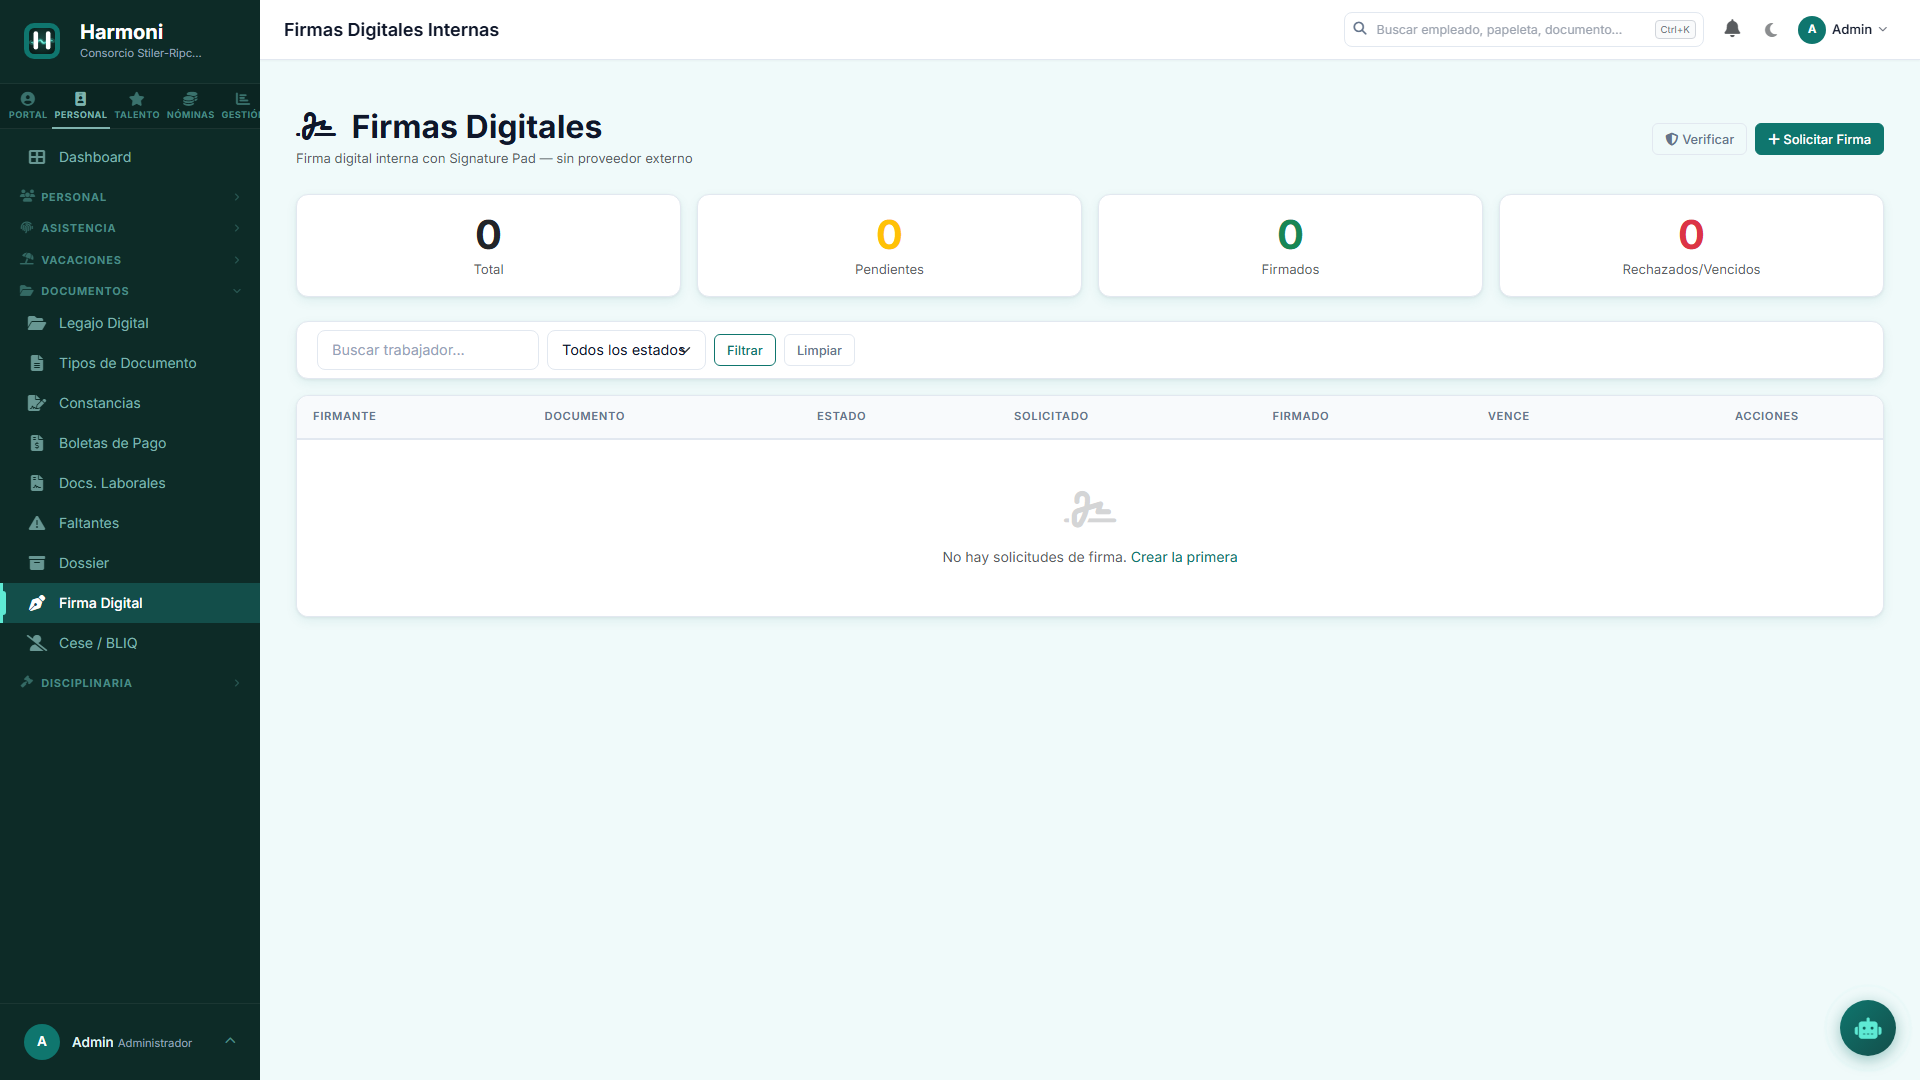 Harmoni
Consorcio Stiler-Ripc...
PORTAL
PERSONAL
TALENTO
NÓMINAS
GESTIÓ
Dashboard
PERSONAL
ASISTENCIA
VACACIONES
DOCUMENTOS
Legajo Digital
Tipos de Documento
Constancias
Boletas de Pago
Docs. Laborales
Faltantes
Dossier
Firma Digital
Cese / BLIQ
DISCIPLINARIA
A
Admin Administrador
Firmas Digitales Internas
Buscar empleado, papeleta, documento...
Ctrl+K
A
Admin
Firmas Digitales
Firma digital interna con Signature Pad — sin proveedor externo
Verificar
Solicitar Firma
0
Total
0
Pendientes
0
Firmados
0
Rechazados/Vencidos
Buscar trabajador...
Todos los estados
Filtrar
Limpiar
FIRMANTE
DOCUMENTO
ESTADO
SOLICITADO
FIRMADO
VENCE
ACCIONES
No hay solicitudes de firma. Crear la primera